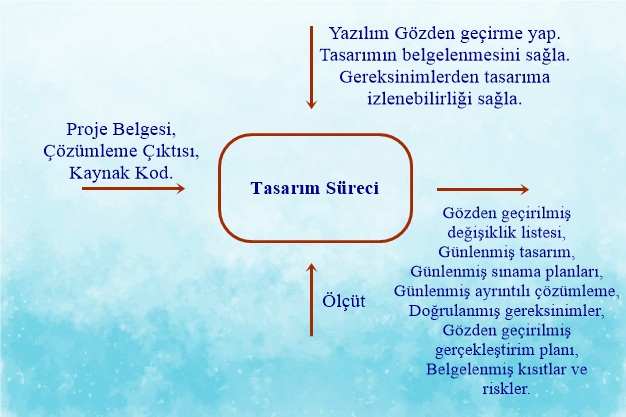 Yazılım Gözden geçirme yap.
Tasarımın belgelenmesini sağla.
Gereksinimlerden tasarıma
izlenebilirliği sağla.
Proje Belgesi,
Çözümleme Çıktısı,
Kaynak Kod.
Tasarım Süreci
Gözden geçirilmiş
değişiklik listesi,
Günlenmiş tasarım,
Günlenmiş sınama planları,
Günlenmiş ayrıntılı çözümleme,
Doğrulanmış gereksinimler,
Gözden geçirilmiş
gerçekleştirim planı,
Belgelenmiş kısıtlar ve
riskler.
Ölçüt